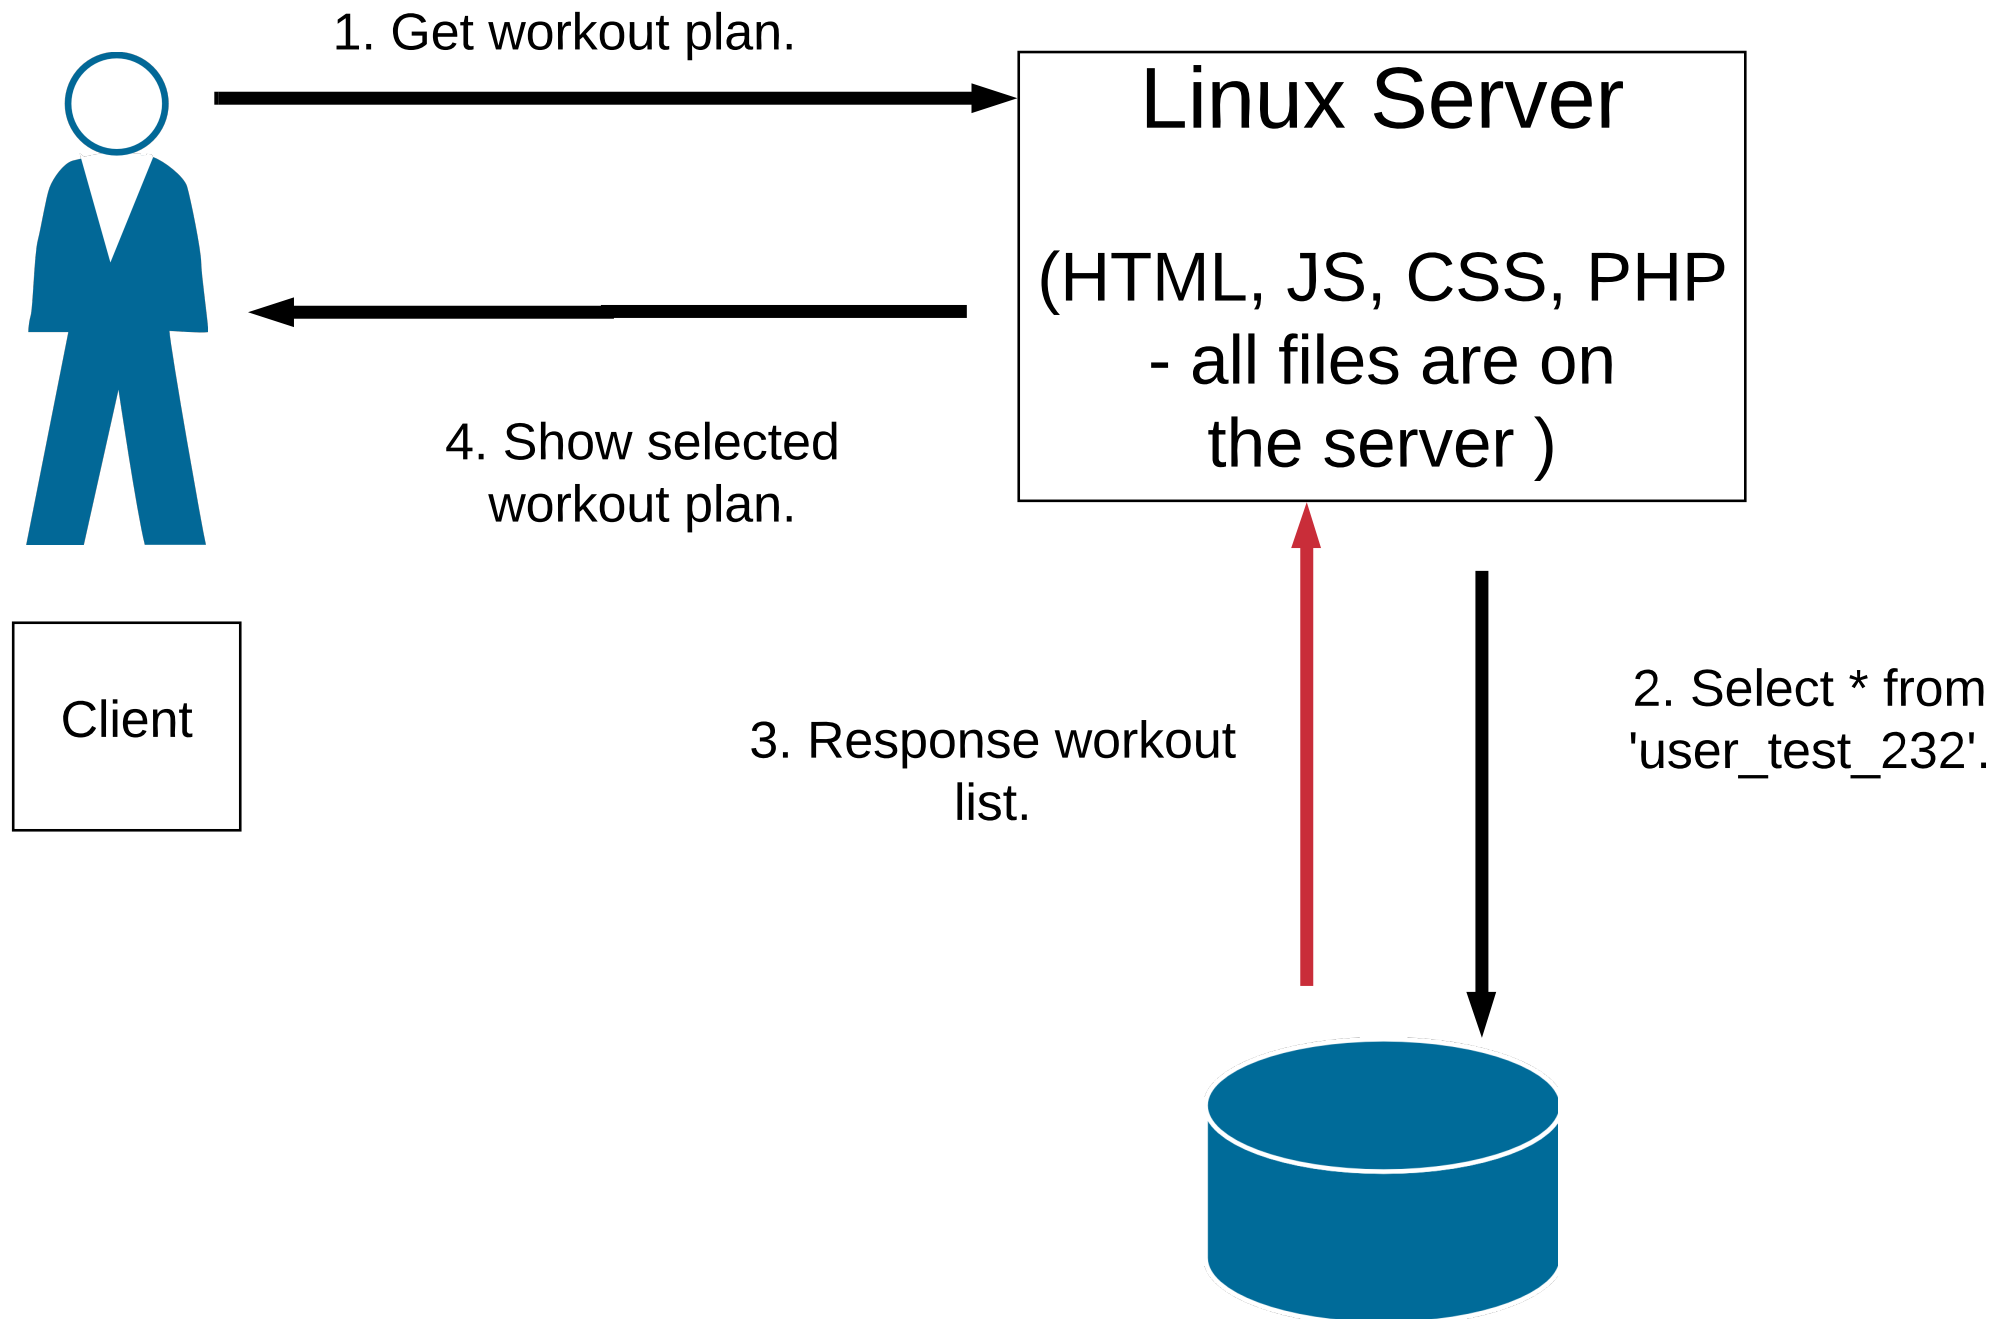 1. Get workout plan.
Linux Server
(HTML, JS, CSS, PHP
- all files are on
the server )
4. Show selected
workout plan.
Client
2. Select * from
'user_test_232'.
3. Response workout
list.